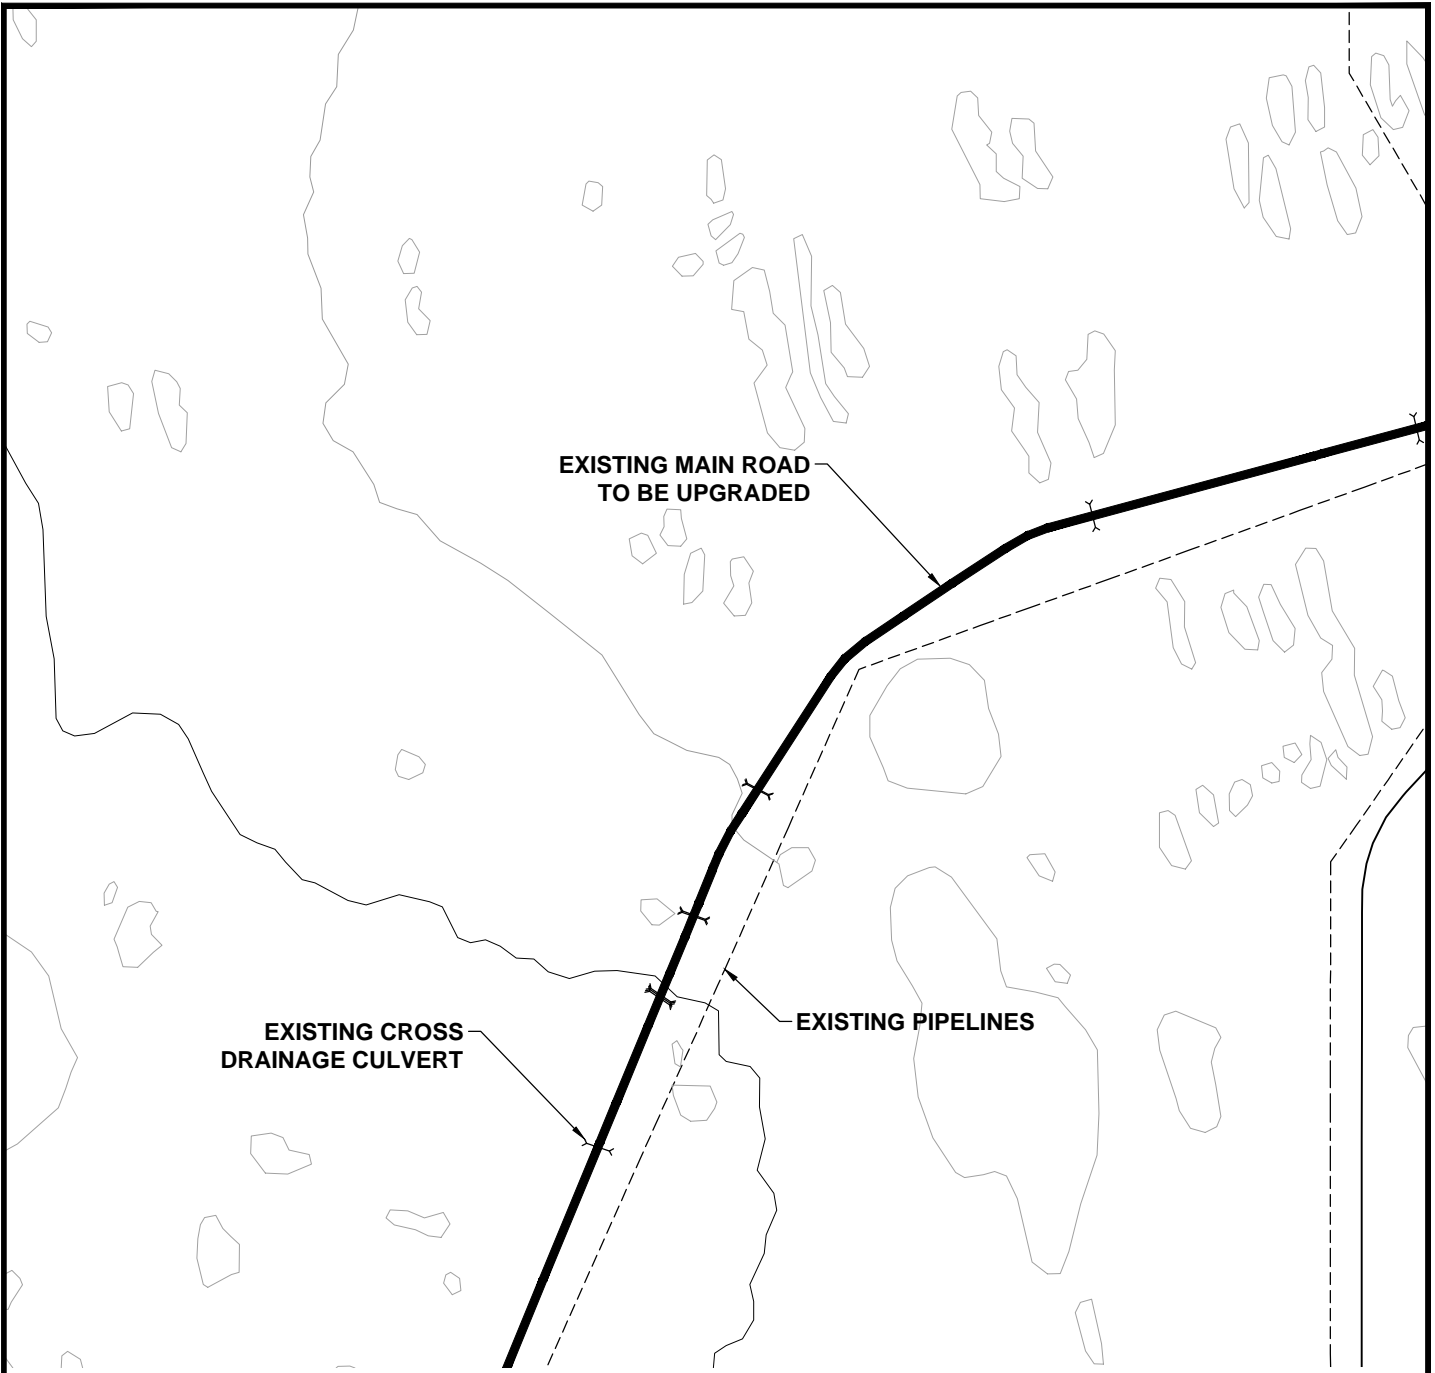 EXISTING MAIN ROAD
TO BE UPGRADED
EXISTING PIPELINES
EXISTING CROSS
DRAINAGE CULVERT